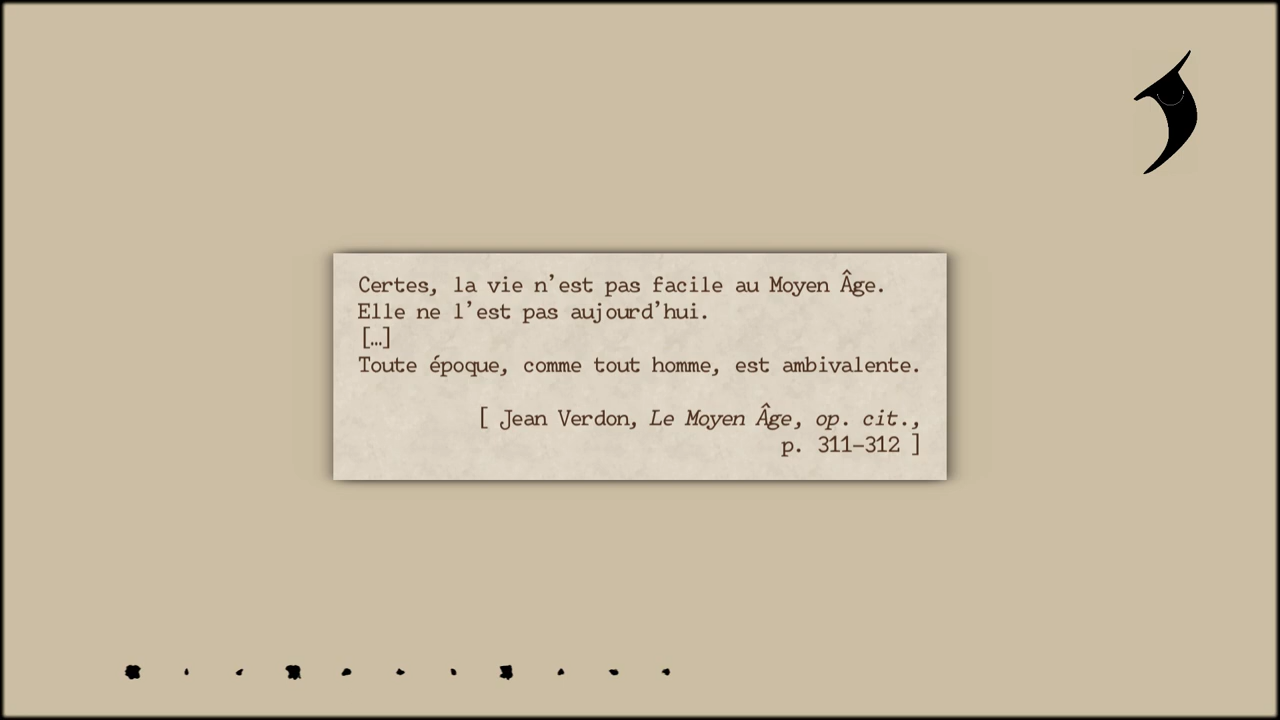 Certes, la vie n’est pas facile au Moyen Âge.
Elle ne l’est pas aujourd’hui.
[…]
Toute époque, comme tout homme, est ambivalente.
[ Jean Verdon, Le Moyen Âge, op. cit.,
p. 311–312 ]